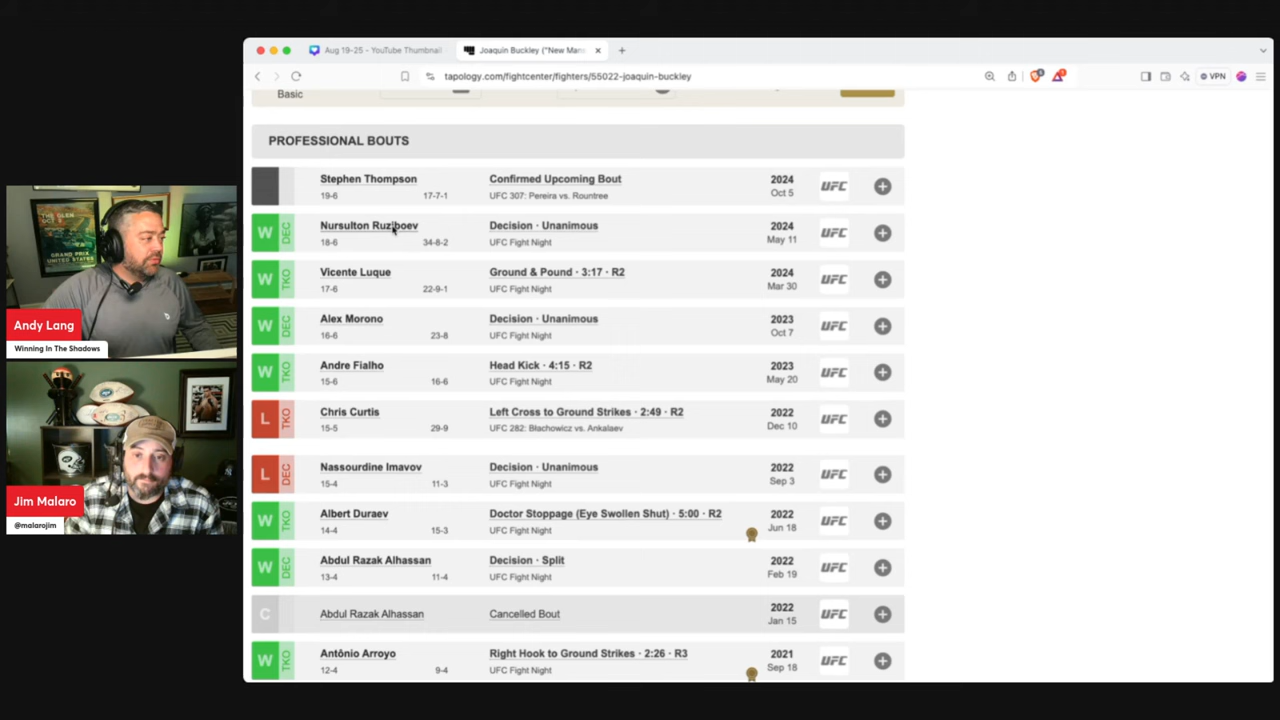 Aug 19-25 - YouTube Thumbnail
Joaquin Buckley ("New Mans
tapology.com/fightcenter/fighters/55022-joaquin-buckley
VPN
Basic
PROFESSIONAL BOUTS
Stephen Thompson Confirmed Upcoming Bout 2024
19-6 17-7-1 UFC 307: Pereira vs. Rountree Oct 5 UFC
W DEC Nursulton Ruziboev Decision · Unanimous 2024
18-6 34-8-2 UFC Fight Night May 11 UFC
W TKO Vicente Luque Ground & Pound · 3:17 · R2 2024
17-6 22-9-1 UFC Fight Night Mar 30 UFC
W DEC Alex Morono Decision · Unanimous 2023
16-6 23-8 UFC Fight Night Oct 7 UFC
W TKO Andre Fialho Head Kick · 4:15 · R2 2023
15-6 16-6 UFC Fight Night May 20 UFC
L TKO Chris Curtis Left Cross to Ground Strikes · 2:49 · R2 2022
15-5 29-9 UFC 282: Błachowicz vs. Ankalaev Dec 10 UFC
L DEC Nassourdine Imavov Decision · Unanimous 2022
15-4 11-3 UFC Fight Night Sep 3 UFC
W TKO Albert Duraev Doctor Stoppage (Eye Swollen Shut) · 5:00 · R2 2022
14-4 15-3 UFC Fight Night Jun 18 UFC
W DEC Abdul Razak Alhassan Decision · Split 2022
13-4 11-4 UFC Fight Night Feb 19 UFC
C Abdul Razak Alhassan Cancelled Bout 2022
Jan 15 UFC
W TKO Antônio Arroyo Right Hook to Ground Strikes · 2:26 · R3 2021
12-4 9-4 UFC Fight Night Sep 18 UFC
THE GLEN
GRAND PRIX
UNITED STATES
Andy Lang
Winning In The Shadows
Jim Malaro
@malarojim